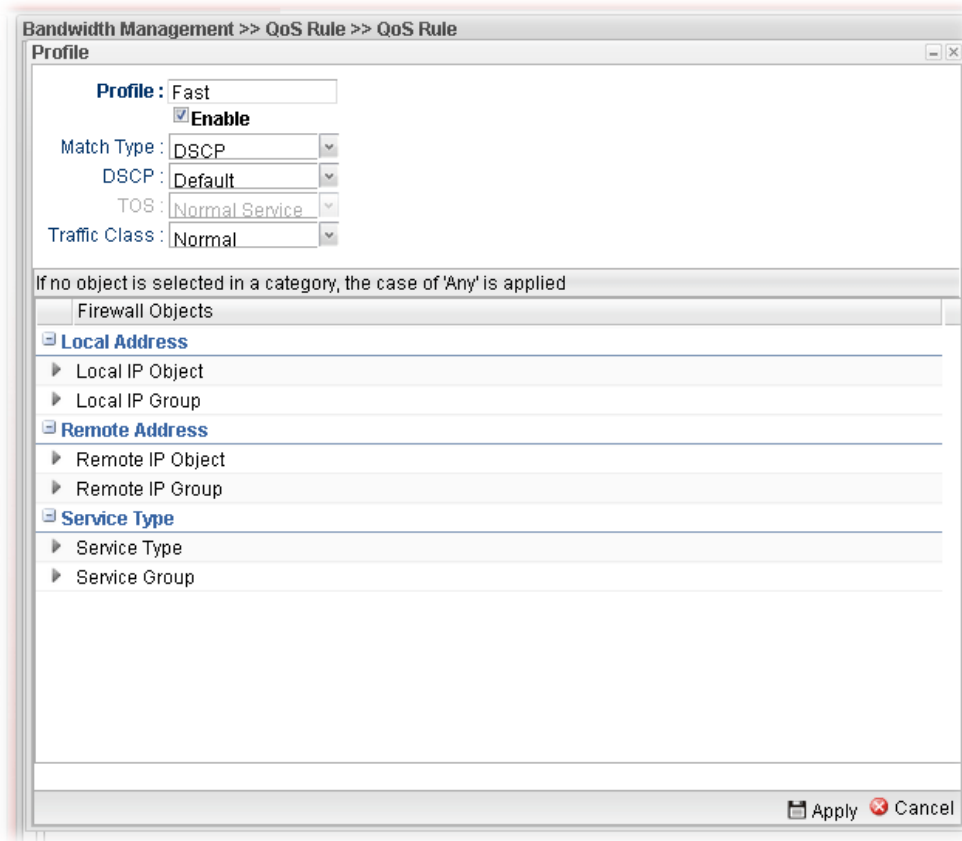 Bandwidth Management >> QoS Rule >> QoS Rule
Profile
Profile : Fast
Enable
Match Type : DSCP
DSCP : Default
TOS : Normal Service
Traffic Class : Normal
If no object is selected in a category, the case of 'Any' is applied
Firewall Objects
Local Address
Local IP Object
Local IP Group
Remote Address
Remote IP Object
Remote IP Group
Service Type
Service Type
Service Group
Apply Cancel